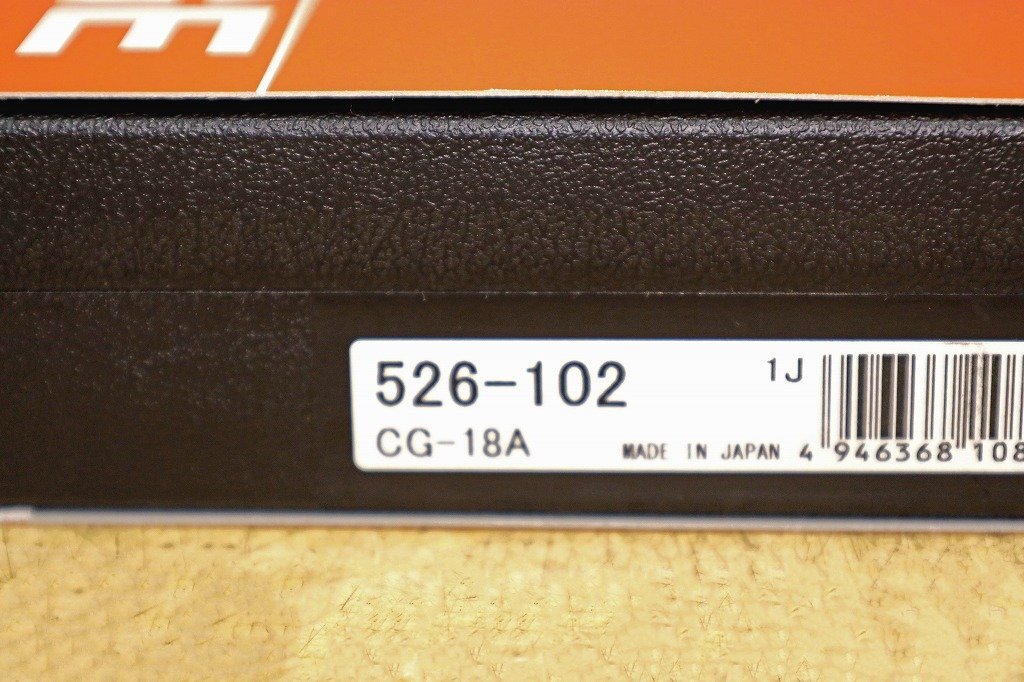 526-102
1J
CG-18A
MADE IN JAPAN
4 946368 108